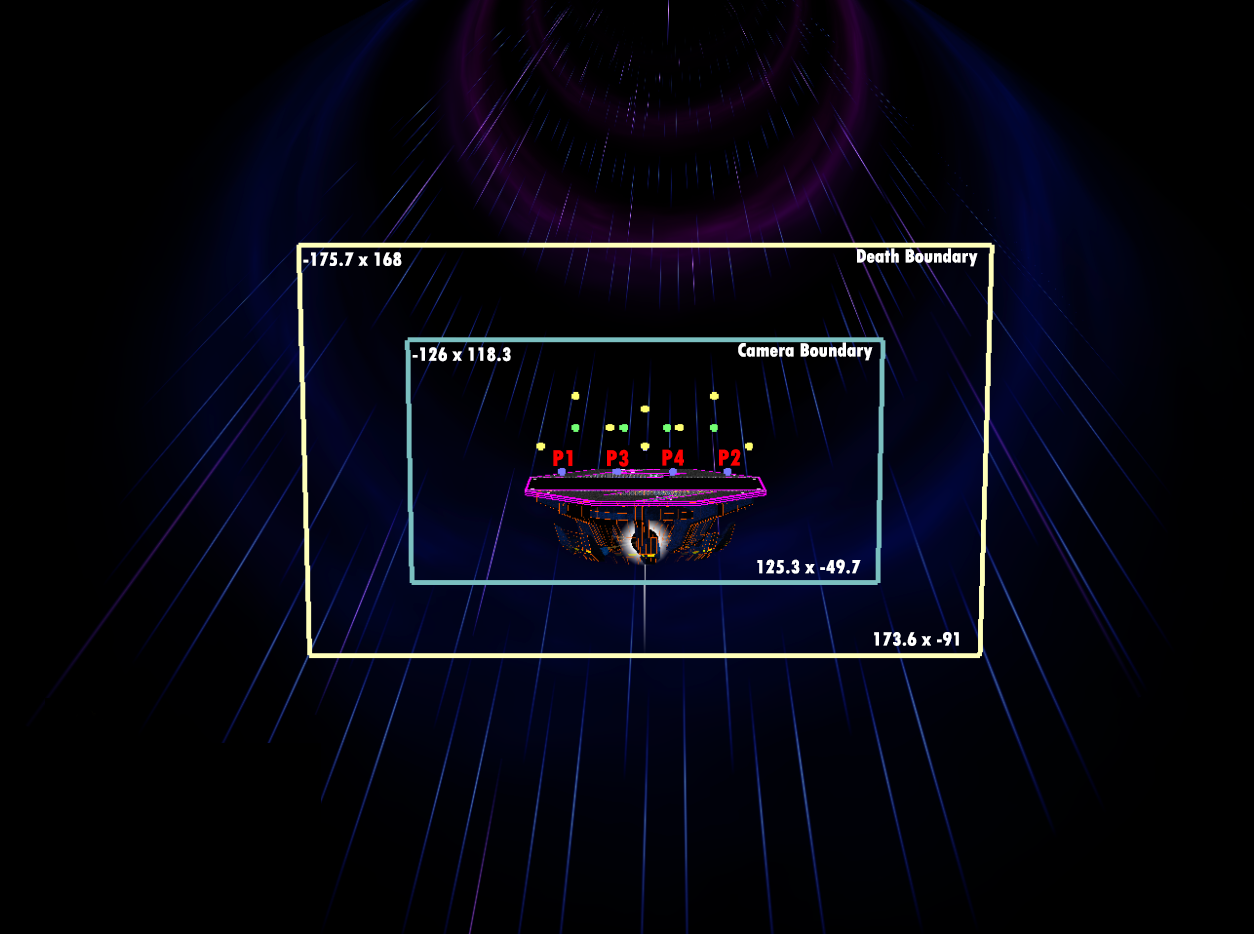 -175.7 x 168
Death Boundary
-126 x 118.3
Camera Boundary
P1
P3
P4
P2
125.3 x -49.7
173.6 x -91